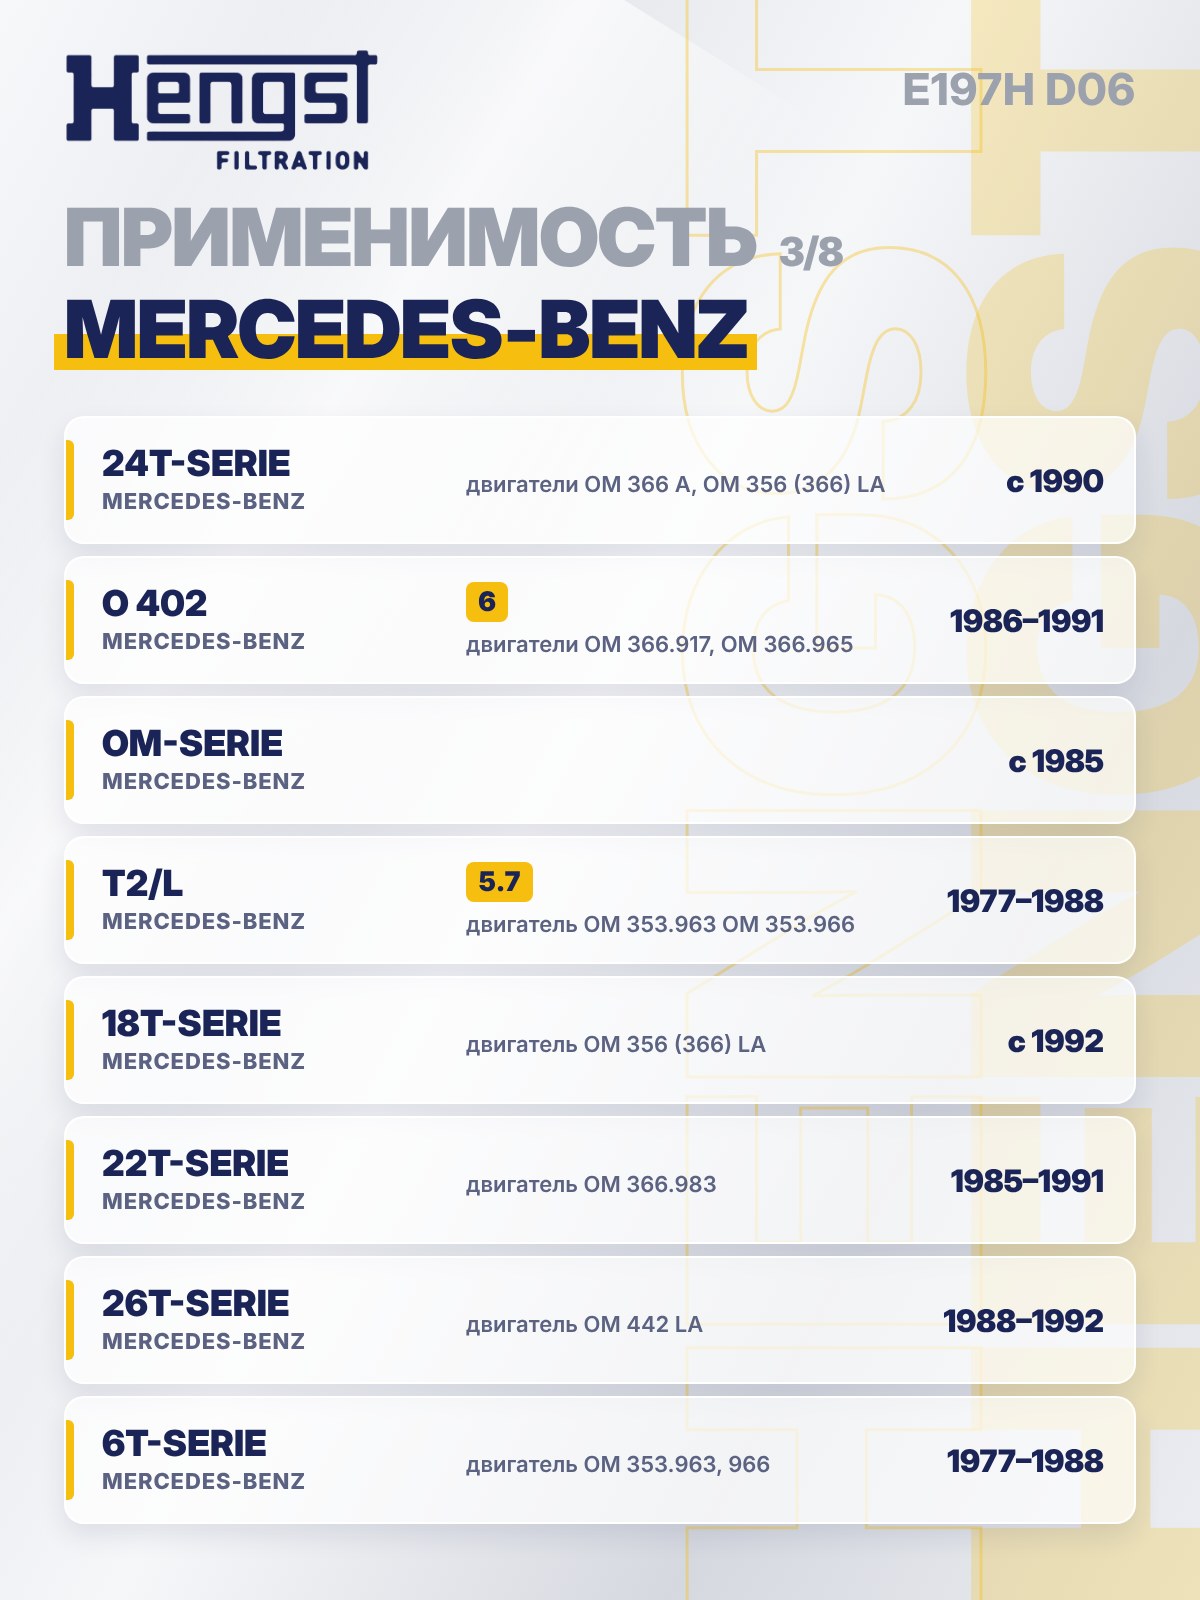 Hengst
FILTRATION
E197H D06
ПРИМЕНИМОСТЬ 3/8
MERCEDES-BENZ
24T-SERIE
MERCEDES-BENZ
двигатели OM 366 A, OM 356 (366) LA
с 1990
O 402
MERCEDES-BENZ
6
двигатели OM 366.917, OM 366.965
1986–1991
OM-SERIE
MERCEDES-BENZ
с 1985
T2/L
MERCEDES-BENZ
5.7
двигатель OM 353.963 OM 353.966
1977–1988
18T-SERIE
MERCEDES-BENZ
двигатель OM 356 (366) LA
с 1992
22T-SERIE
MERCEDES-BENZ
двигатель OM 366.983
1985–1991
26T-SERIE
MERCEDES-BENZ
двигатель OM 442 LA
1988–1992
6T-SERIE
MERCEDES-BENZ
двигатель OM 353.963, 966
1977–1988
HENGST
HENGST